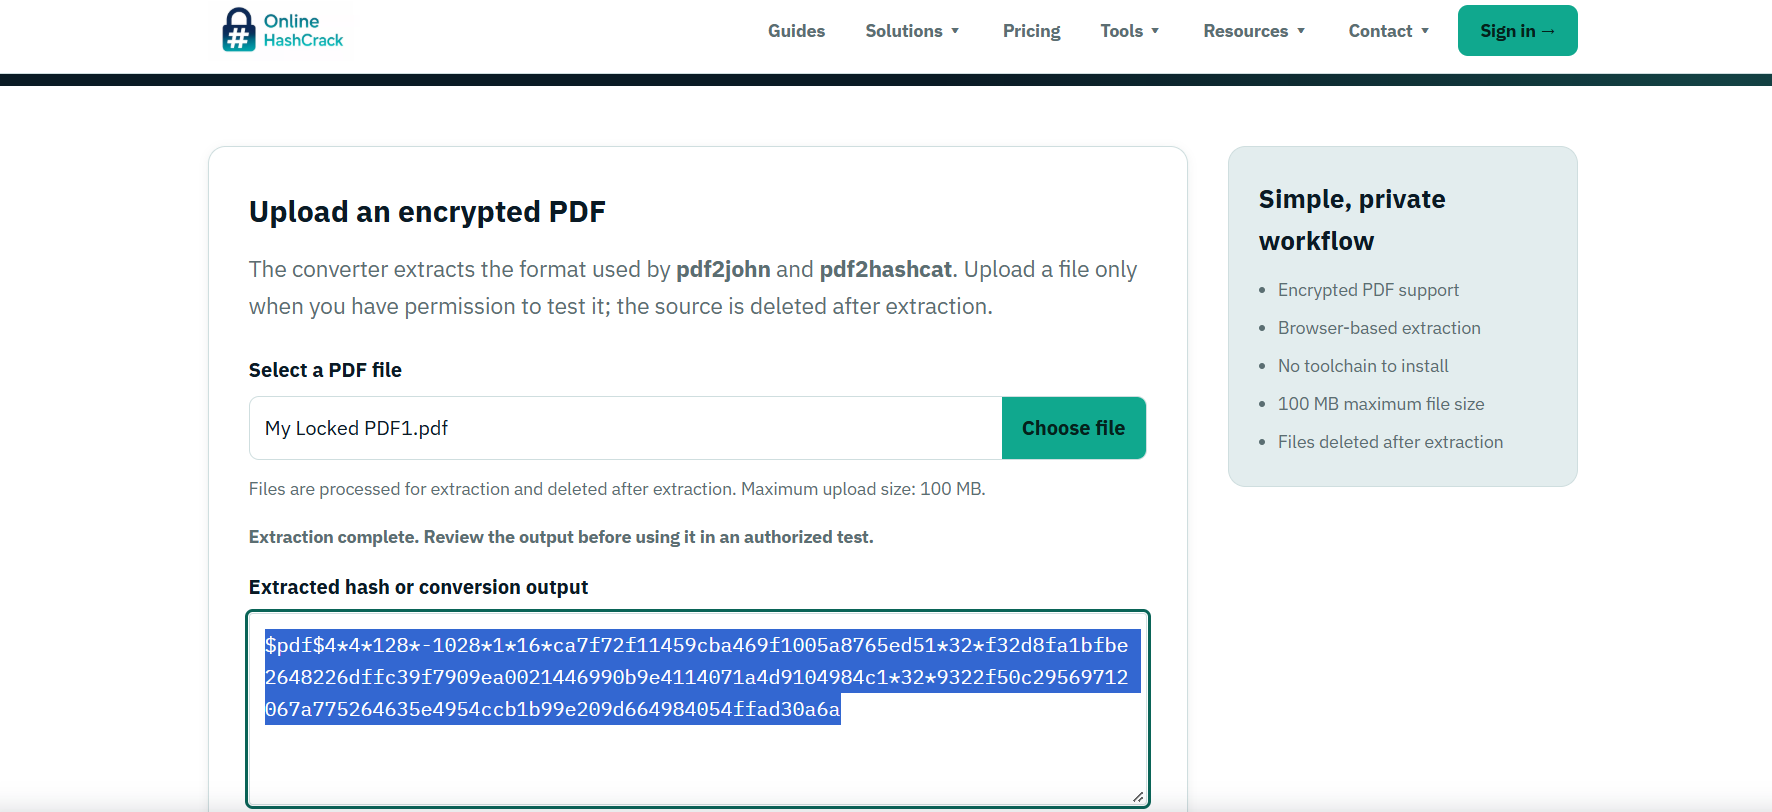 Online
HashCrack
Guides Solutions Pricing Tools Resources Contact Sign in →
Upload an encrypted PDF
The converter extracts the format used by pdf2john and pdf2hashcat. Upload a file only
when you have permission to test it; the source is deleted after extraction.
Select a PDF file
My Locked PDF1.pdf Choose file
Files are processed for extraction and deleted after extraction. Maximum upload size: 100 MB.
Extraction complete. Review the output before using it in an authorized test.
Extracted hash or conversion output
$pdf$4*4*128*-1028*1*16*ca7f72f11459cba469f1005a8765ed51*32*f32d8fa1bfbe
2648226dffc39f7909ea0021446990b9e4114071a4d9104984c1*32*9322f50c29569712
067a775264635e4954ccb1b99e209d664984054ffad30a6a
Simple, private
workflow
• Encrypted PDF support
• Browser-based extraction
• No toolchain to install
• 100 MB maximum file size
• Files deleted after extraction